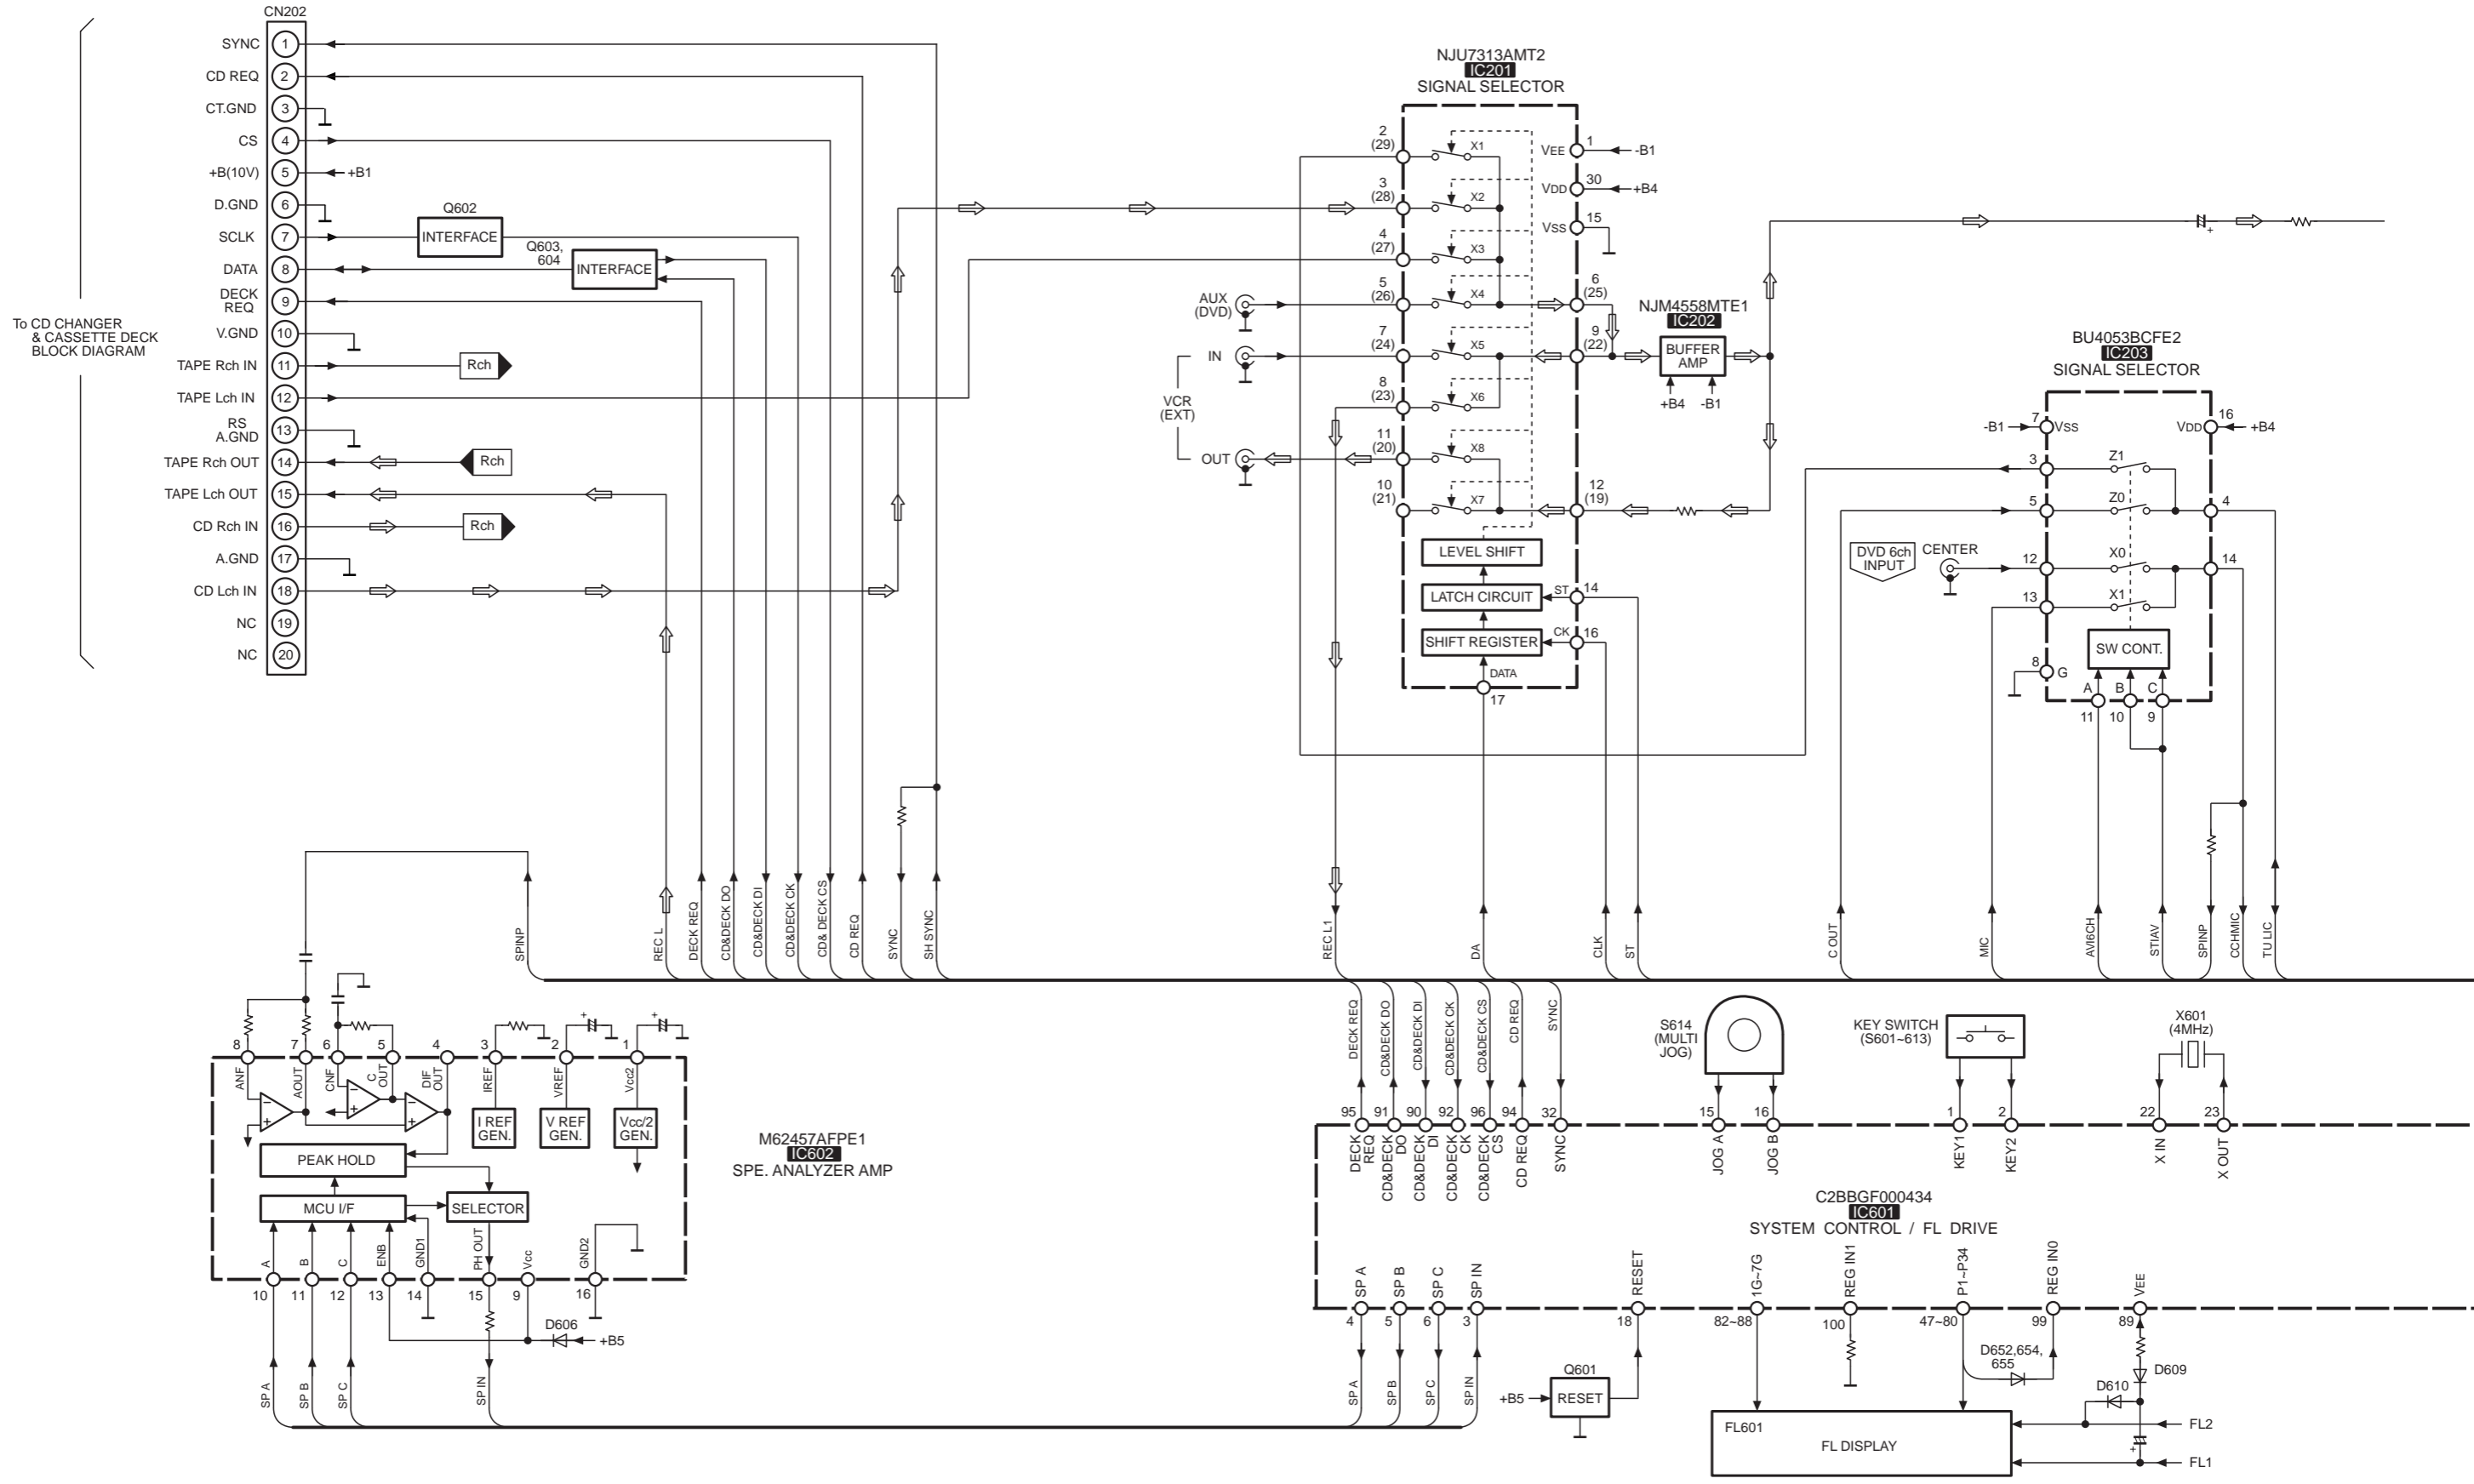 CN202
SYNC 1
CD REQ 2
CT.GND 3
CS 4
+B(10V) 5 +B1
D.GND 6
SCLK 7
DATA 8
DECK
REQ 9
V.GND 10
TAPE Rch IN 11 Rch
TAPE Lch IN 12
RS
A.GND 13
TAPE Rch OUT 14 Rch
TAPE Lch OUT 15
CD Rch IN 16 Rch
A.GND 17
CD Lch IN 18
NC 19
NC 20
To CD CHANGER
& CASSETTE DECK
BLOCK DIAGRAM
Q602
INTERFACE
Q603,
604
INTERFACE
NJU7313AMT2
IC201
SIGNAL SELECTOR
2
(29)
X1
3
(28)
X2
4
(27)
X3
5
(26)
X4
7
(24)
X5
8
(23)
X6
11
(20)
X8
10
(21)
X7
VEE 1 -B1
VDD 30 +B4
VSS 15
6
(25)
9
(22)
12
(19)
AUX
(DVD)
IN
VCR
(EXT)
OUT
LEVEL SHIFT
LATCH CIRCUIT
ST 14
SHIFT REGISTER
CK 16
DATA
17
NJM4558MTE1
IC202
BUFFER
AMP
+B4 -B1
BU4053BCFE2
IC203
SIGNAL SELECTOR
-B1 7 VSS
VDD 16 +B4
3 Z1
5 Z0 4
12 X0 14
13 X1
DVD 6ch
INPUT
CENTER
SW CONT.
8 G
A B C
11 10 9
+
SPINP
REC L
DECK REQ
CD&DECK DO
CD&DECK DI
CD&DECK CK
CD& DECK CS
CD REQ
SYNC
SH SYNC
REC L1
DA
CLK
ST
C OUT
MIC
AVI6CH
STIAV
SPINP
CCHMIC
TU LIC
8 7 6 5 4 3 2 1
+ +
ANF
AOUT
CNF
C
OUT
DIF
OUT
IREF
VREF
Vcc2
− +
− +
− +
I REF
GEN.
V REF
GEN.
Vcc/2
GEN.
PEAK HOLD
MCU I/F
SELECTOR
A
B
C
ENB
GND1
PH OUT
Vcc
GND2
10 11 12 13 14 15 9 16
D606
+B5
SP A
SP B
SP C
SP IN
M62457AFPE1
IC602
SPE. ANALYZER AMP
DECK REQ
CD&DECK DO
CD&DECK DI
CD&DECK CK
CD&DECK CS
CD REQ
SYNC
95 91 90 92 96 94 32
DECK
REQ
CD&DECK
DO
CD&DECK
DI
CD&DECK
CK
CD&DECK
CS
CD REQ
SYNC
S614
(MULTI
JOG)
15 16
JOG A
JOG B
KEY SWITCH
(S601~613)
1 2
KEY1
KEY2
X601
(4MHz)
22 23
X IN
X OUT
C2BBGF000434
IC601
SYSTEM CONTROL / FL DRIVE
SP A
SP B
SP C
SP IN
RESET
1G~7G
REG IN1
P1~P34
REG IN0
VEE
4 5 6 3 18 82~88 100 47~80 99 89
SP A
SP B
SP C
SP IN
Q601
+B5 RESET
D652,654,
655
D609
D610
FL601
FL DISPLAY
FL2
+
FL1